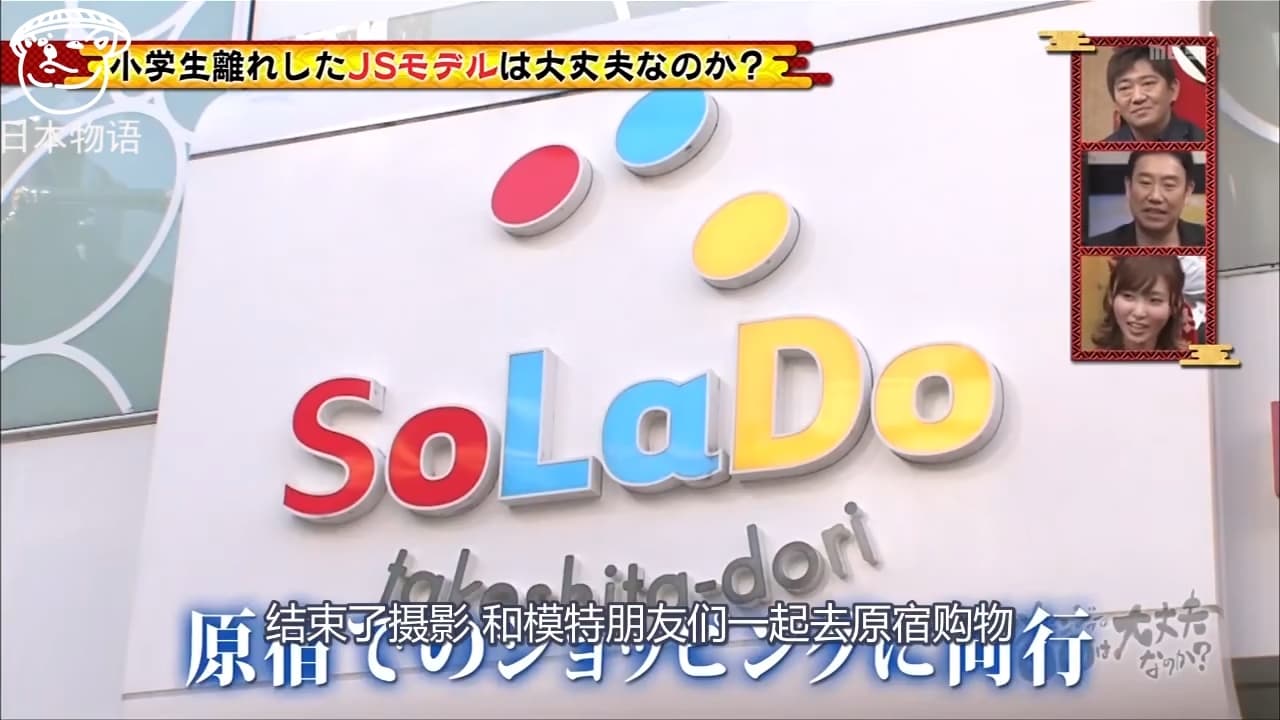 小学生離れしたJSモデルは大丈夫なのか?
日本物语
SoLaDo
takeshita-dori
结束了摄影 和模特朋友们一起去原宿购物
原宿でのショッピングに同行
は大丈夫
なのか?